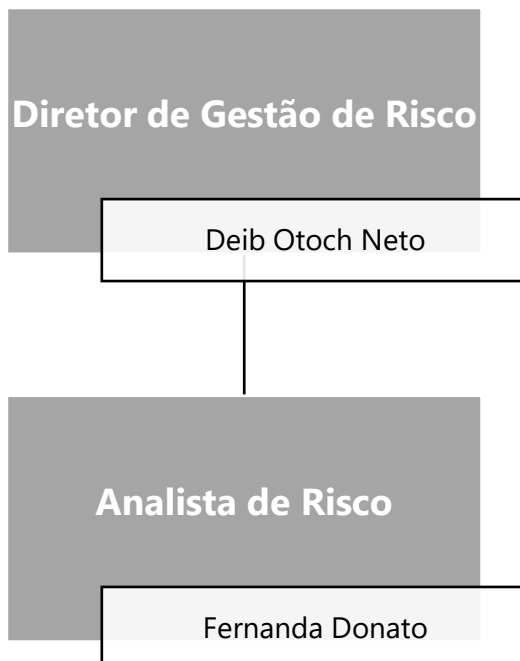 Diretor de Gestão de Risco
Deib Otoch Neto
Analista de Risco
Fernanda Donato